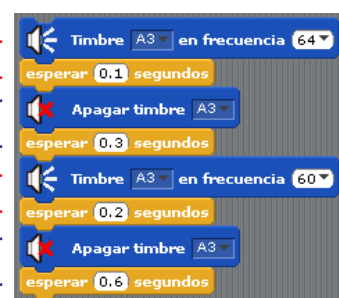 Timbre A3 en frecuencia 64
esperar 0.1 segundos
Apagar timbre A3
esperar 0.3 segundos
Timbre A3 en frecuencia 60
esperar 0.2 segundos
Apagar timbre A3
esperar 0.6 segundos